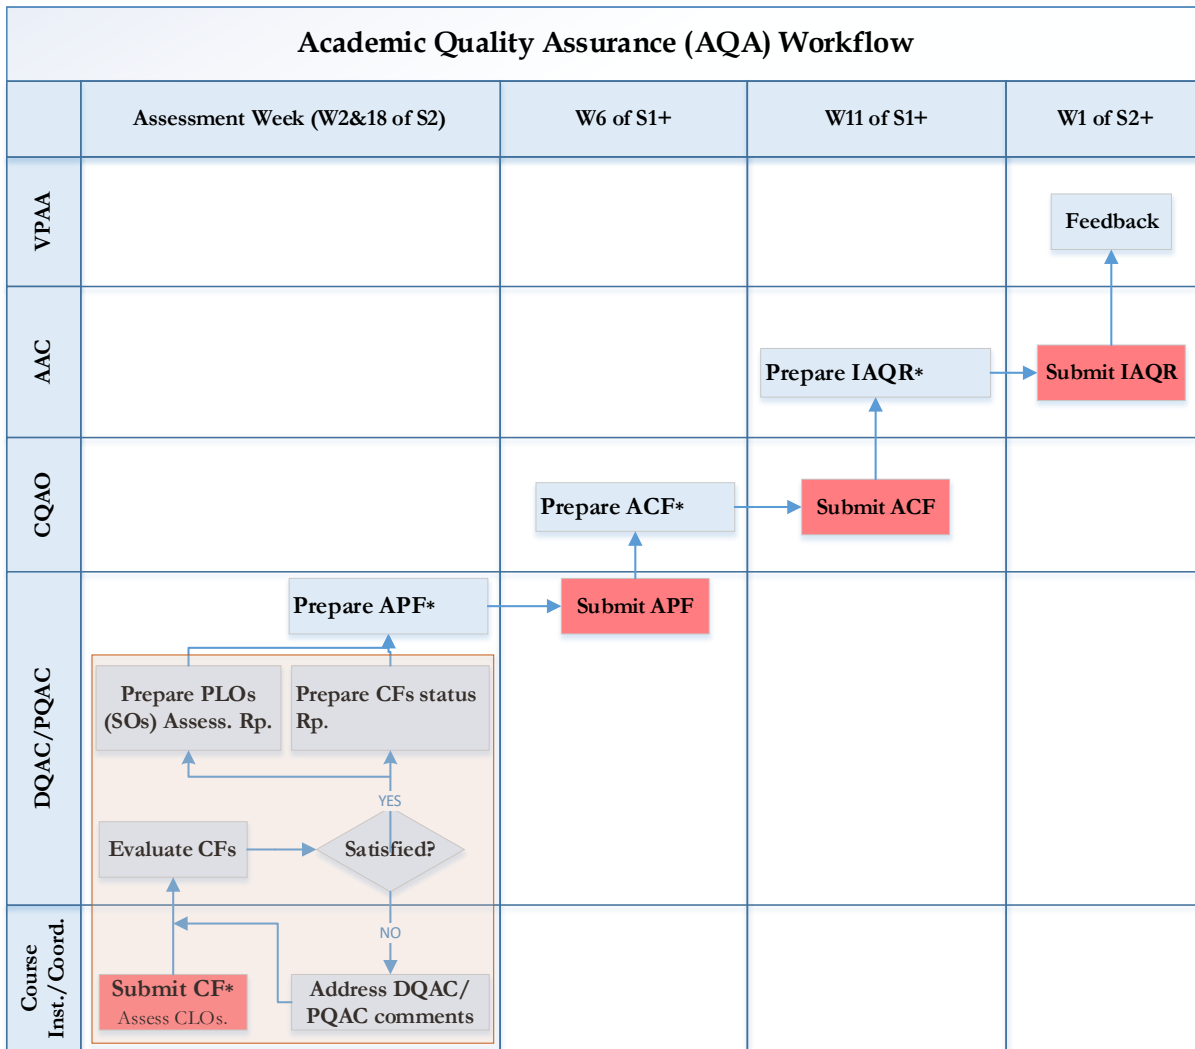 Academic Quality Assurance (AQA) Workflow
Assessment Week (W2&18 of S2)
W6 of S1+
W11 of S1+
W1 of S2+
VPAA
Feedback
AAC
Prepare IAQR*
Submit IAQR
CQAO
Prepare ACF*
Submit ACF
DQAC/PQAC
Prepare APF*
Submit APF
Prepare PLOs
(SOs) Assess. Rp.
Prepare CFs status
Rp.
YES
Evaluate CFs
Satisfied?
Course
Inst./Coord.
NO
Submit CF*
Assess CLOs.
Address DQAC/
PQAC comments